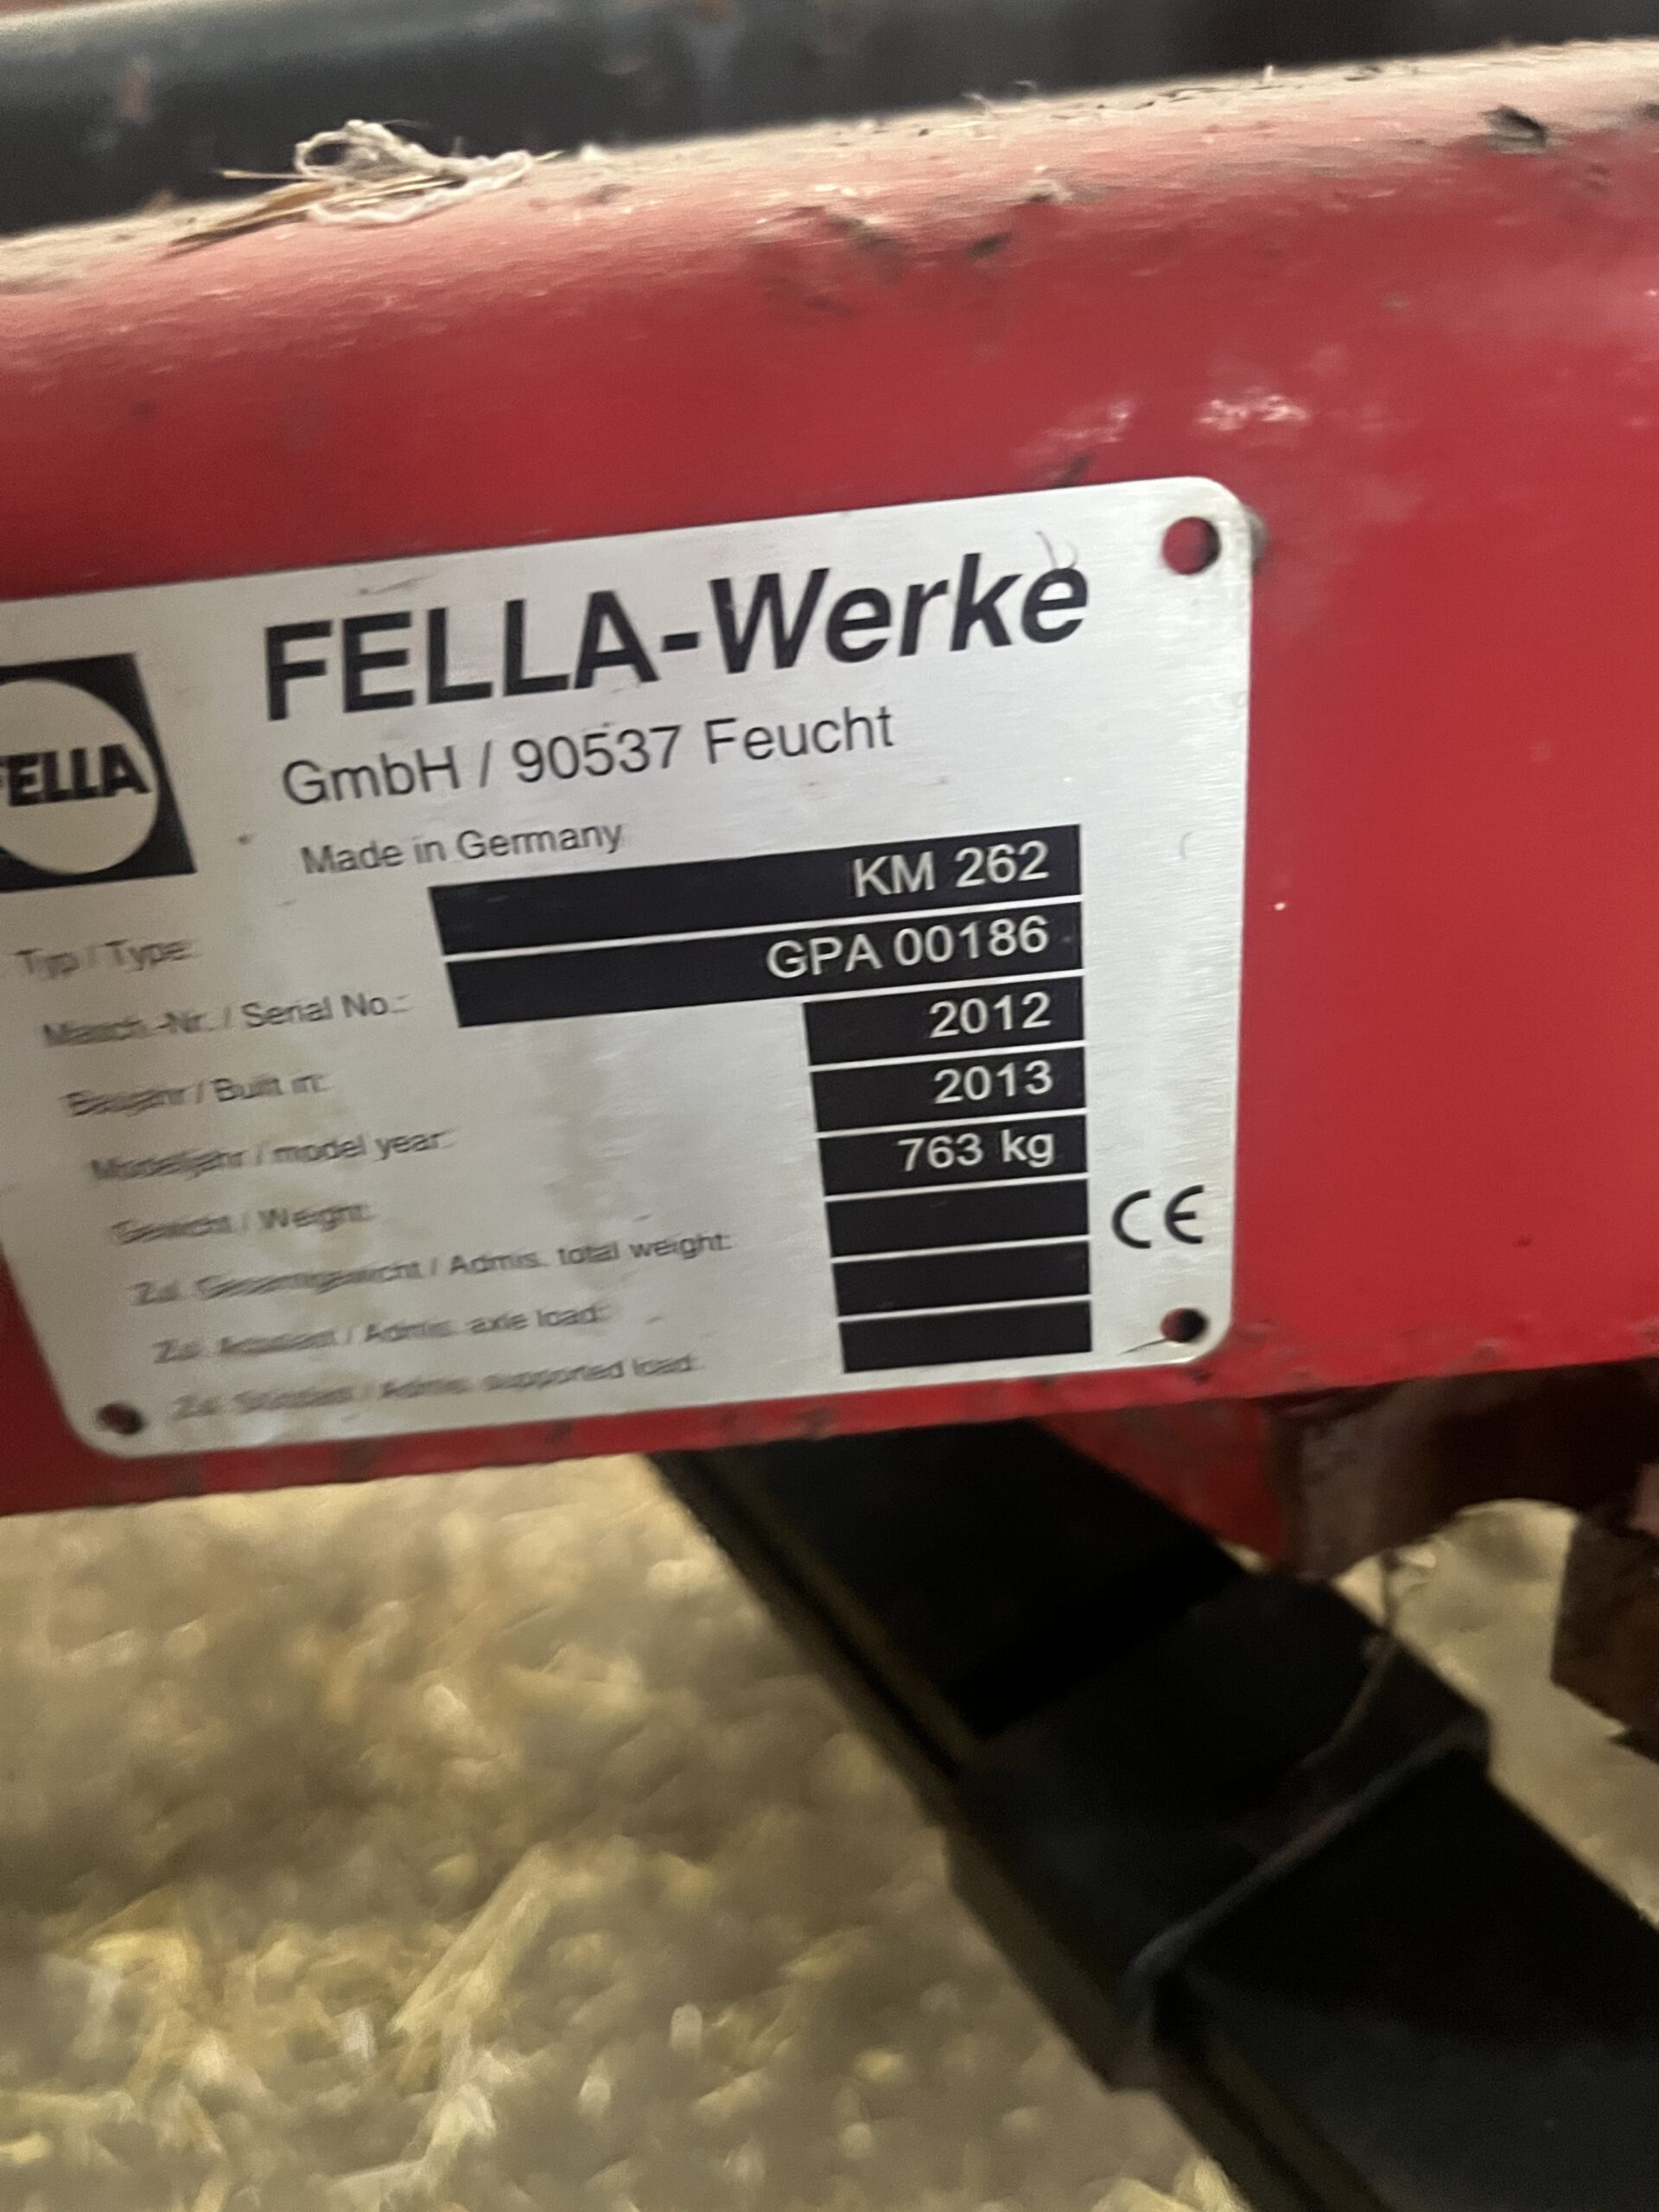 FELLA-Werke
FELLA
GmbH / 90537 Feucht
Made in Germany
Typ / Type: KM 262
Masch.-Nr. / Serial No.: GPA 00186
Baujahr / Built in: 2012
Modelljahr / model year: 2013
Gewicht / Weight: 763 kg
Zul. Gesamtgewicht / Admis. total weight:
CE
Zul. Achslast / Admis. axle load:
Zul. Stützlast / Admis. supported load: